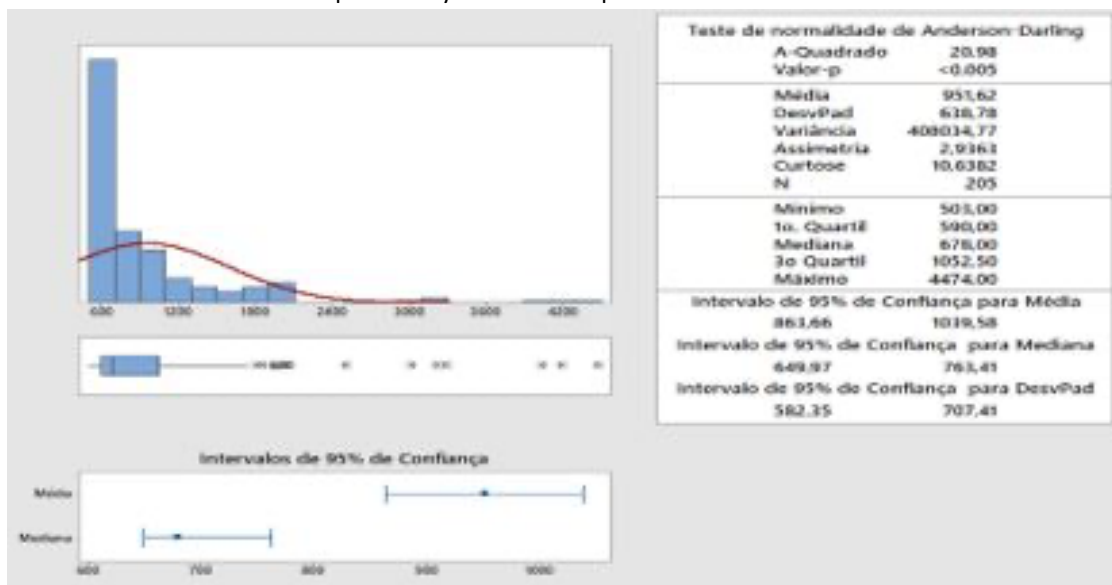 Teste de normalidade de Anderson-Darling
A-Quadrado 20,98
Valor-p <0,005
Média 951,62
DesvPad 638,78
Variância 408034,77
Assimetria 2,9363
Curtose 10,6382
N 205
Mínimo 503,00
1o. Quartil 590,00
Mediana 678,00
3o Quartil 1052,50
Máximo 4474,00
Intervalo de 95% de Confiança para Média
863,66 1039,58
Intervalo de 95% de Confiança para Mediana
649,97 763,41
Intervalo de 95% de Confiança para DesvPad
582,35 707,41
600 1200 1800 2400 3000 3600 4200
Intervalos de 95% de Confiança
Média
Mediana
600 700 800 900 1000